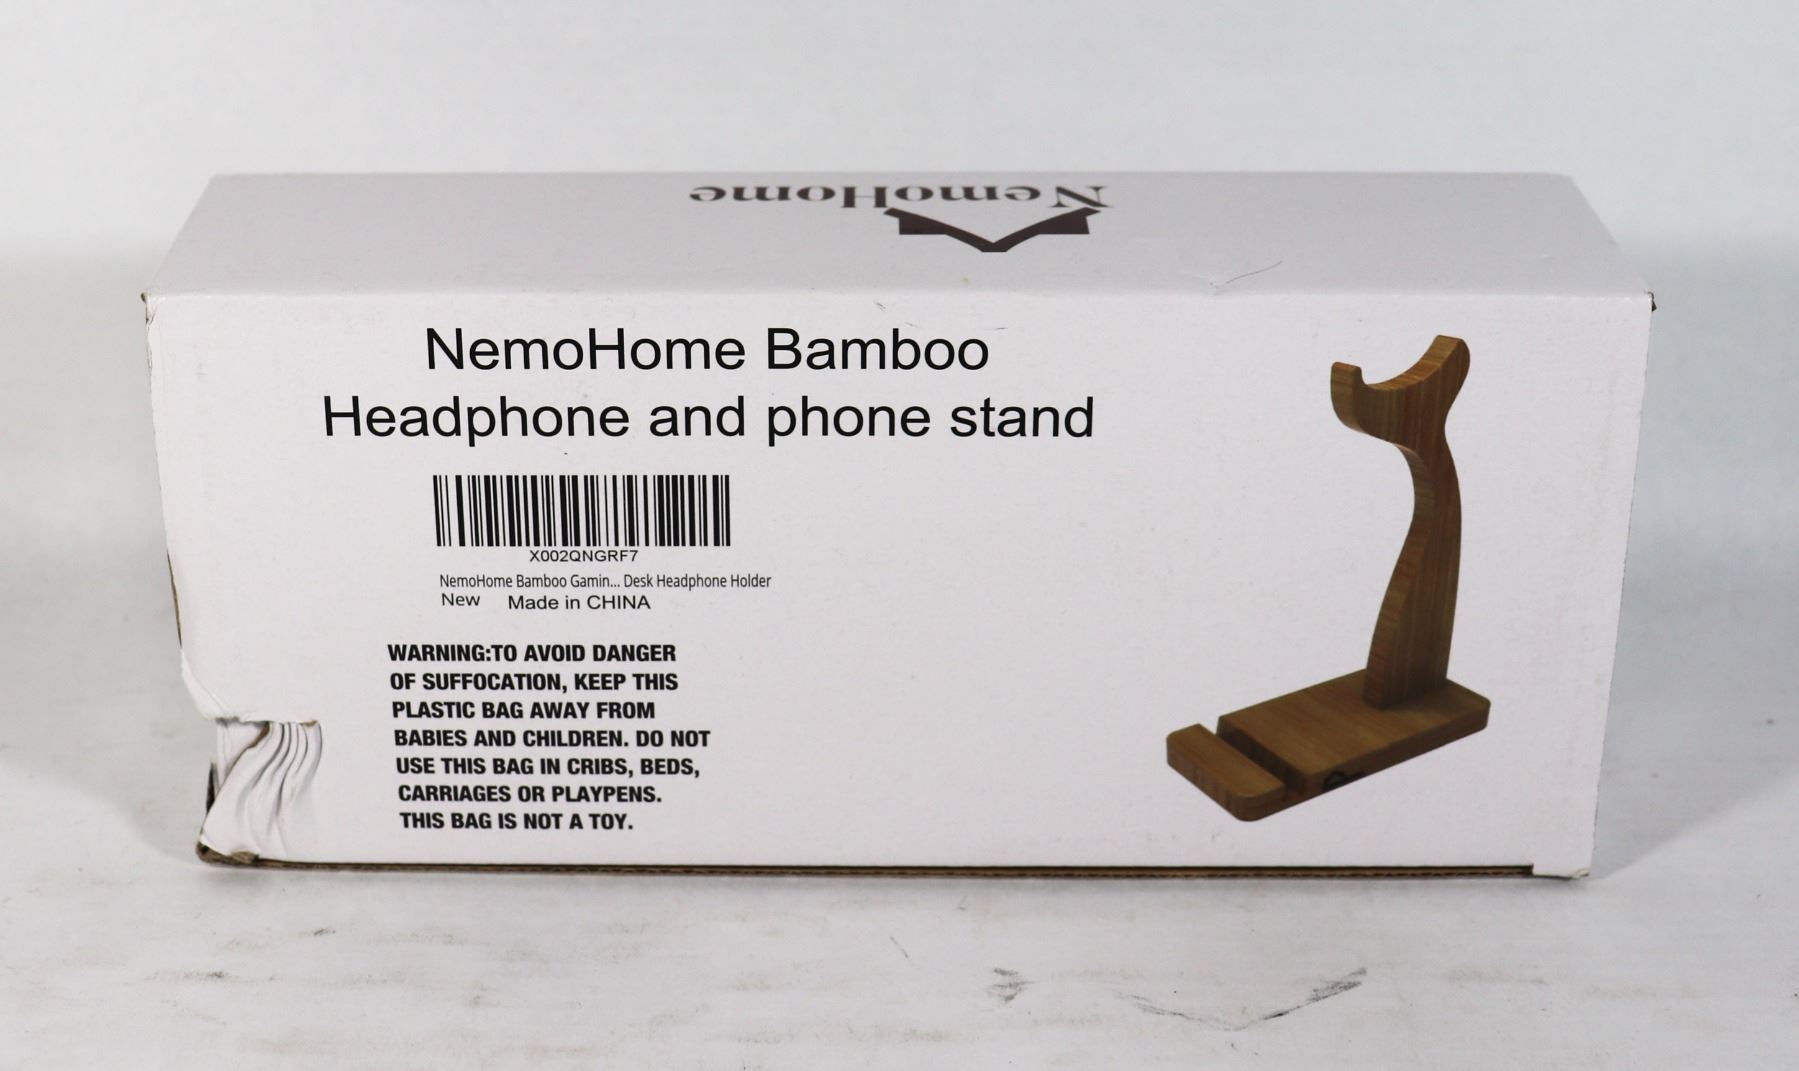 NemoHome
NemoHome Bamboo
Headphone and phone stand
X002QNGRF7
NemoHome Bamboo Gamin... Desk Headphone Holder
New Made in CHINA
WARNING:TO AVOID DANGER
OF SUFFOCATION, KEEP THIS
PLASTIC BAG AWAY FROM
BABIES AND CHILDREN. DO NOT
USE THIS BAG IN CRIBS, BEDS,
CARRIAGES OR PLAYPENS.
THIS BAG IS NOT A TOY.